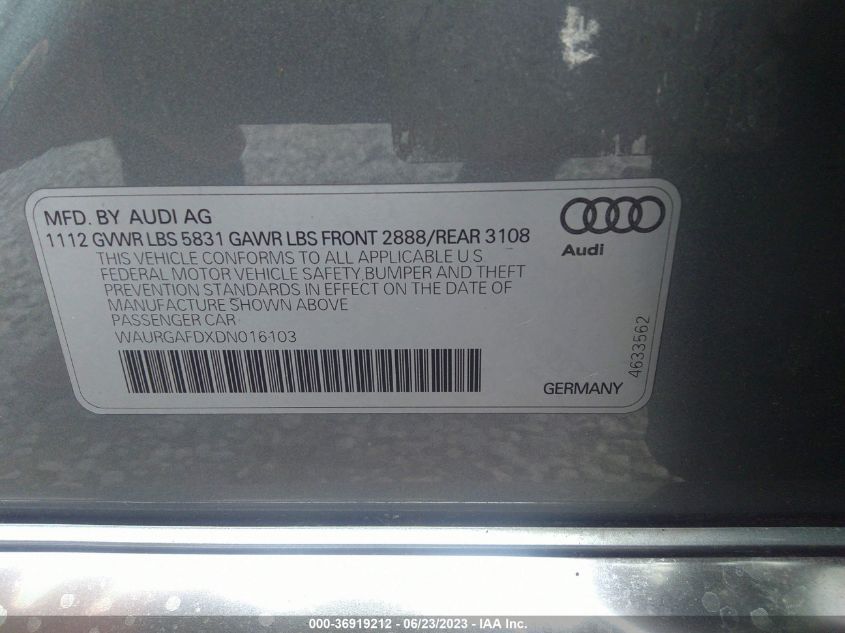 MFD. BY AUDI AG
1112 GVWR LBS 5831 GAWR LBS FRONT 2888/REAR 3108
THIS VEHICLE CONFORMS TO ALL APPLICABLE U S
FEDERAL MOTOR VEHICLE SAFETY,BUMPER AND THEFT
PREVENTION STANDARDS IN EFFECT ON THE DATE OF
MANUFACTURE SHOWN ABOVE
PASSENGER CAR
WAURGAFDXDN016103
Audi
4633562
GERMANY
000-36919212 - 06/23/2023 - IAA Inc.